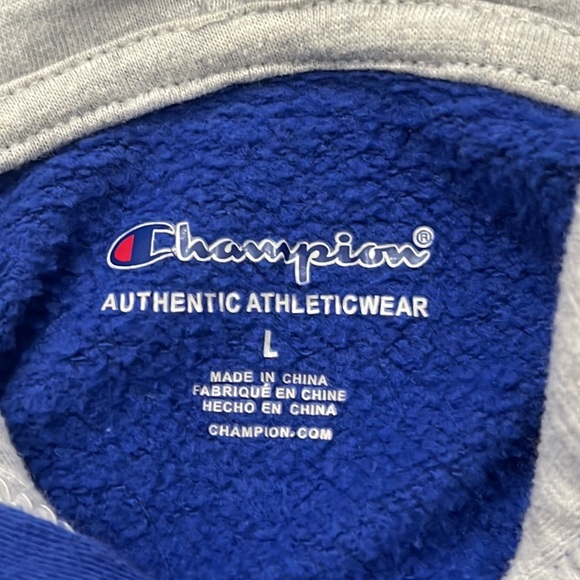 Champion®
AUTHENTIC ATHLETICWEAR
L
MADE IN CHINA
FABRIQUÉ EN CHINE
HECHO EN CHINA
CHAMPION.COM